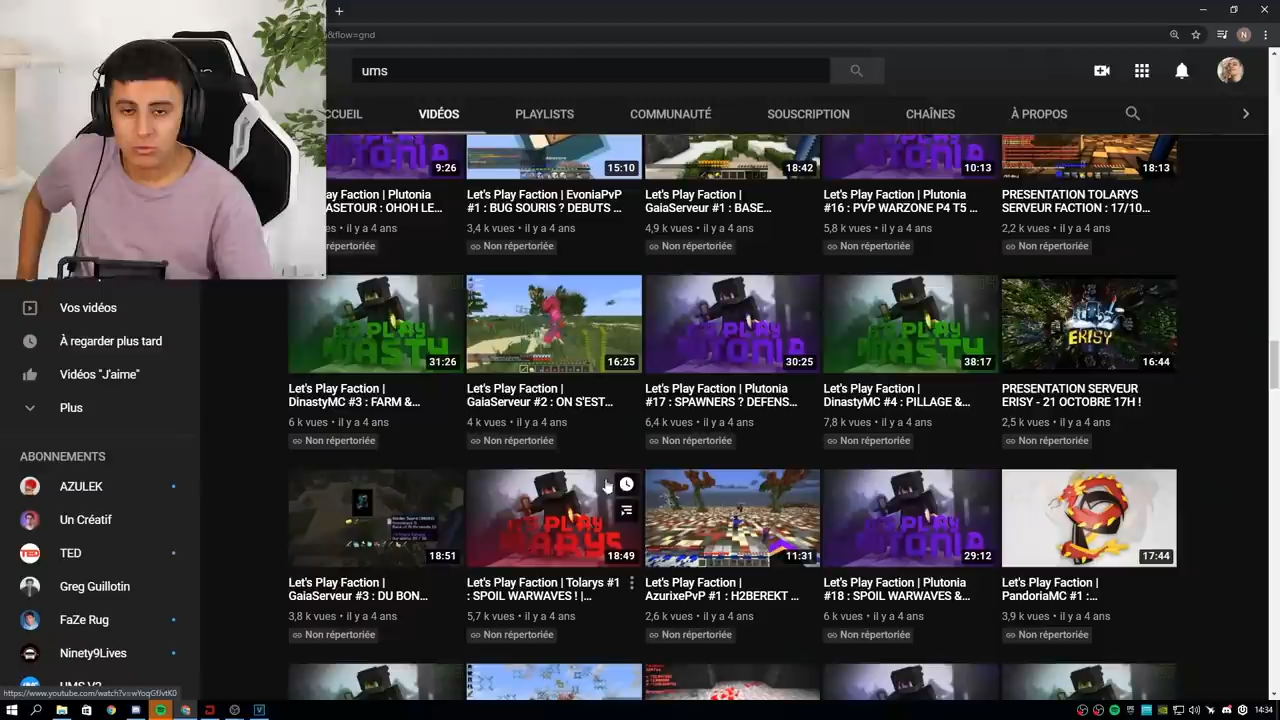 &flow=gnd
N
ums
CCUEIL
VIDÉOS
PLAYLISTS
COMMUNAUTÉ
SOUSCRIPTION
CHAÎNES
À PROPOS
9:26
15:10
18:42
10:13
18:13
ay Faction | Plutonia
ASETOUR : OHOH LE...
es • il y a 4 ans
Non répertoriée
Let's Play Faction | EvoniaPvP
#1 : BUG SOURIS ? DEBUTS ...
3,4 k vues • il y a 4 ans
Non répertoriée
Let's Play Faction |
GaiaServeur #1 : BASE...
4,9 k vues • il y a 4 ans
Non répertoriée
Let's Play Faction | Plutonia
#16 : PVP WARZONE P4 T5 ...
5,8 k vues • il y a 4 ans
Non répertoriée
PRESENTATION TOLARYS
SERVEUR FACTION : 17/10...
2,2 k vues • il y a 4 ans
Non répertoriée
Vos vidéos
À regarder plus tard
Vidéos "J'aime"
Plus
31:26
16:25
30:25
38:17
ERISY
16:44
Let's Play Faction |
DinastyMC #3 : FARM &...
6 k vues • il y a 4 ans
Non répertoriée
Let's Play Faction |
GaiaServeur #2 : ON S'EST...
4 k vues • il y a 4 ans
Non répertoriée
Let's Play Faction | Plutonia
#17 : SPAWNERS ? DEFENS...
6,4 k vues • il y a 4 ans
Non répertoriée
Let's Play Faction |
DinastyMC #4 : PILLAGE &...
7,8 k vues • il y a 4 ans
Non répertoriée
PRESENTATION SERVEUR
ERISY - 21 OCTOBRE 17H !
2,5 k vues • il y a 4 ans
Non répertoriée
ABONNEMENTS
AZULEK
Un Créatif
TED
TED
Greg Guillotin
FaZe Rug
Ninety9Lives
UMS V2
18:51
18:49
11:31
29:12
17:44
Let's Play Faction |
GaiaServeur #3 : DU BON...
3,8 k vues • il y a 4 ans
Non répertoriée
Let's Play Faction | Tolarys #1
: SPOIL WARWAVES ! |...
5,7 k vues • il y a 4 ans
Non répertoriée
Let's Play Faction |
AzurixePvP #1 : H2BEREKT ...
2,6 k vues • il y a 4 ans
Non répertoriée
Let's Play Faction | Plutonia
#18 : SPOIL WARWAVES &...
6 k vues • il y a 4 ans
Non répertoriée
Let's Play Faction |
PandoriaMC #1 :...
3,9 k vues • il y a 4 ans
Non répertoriée
14:34